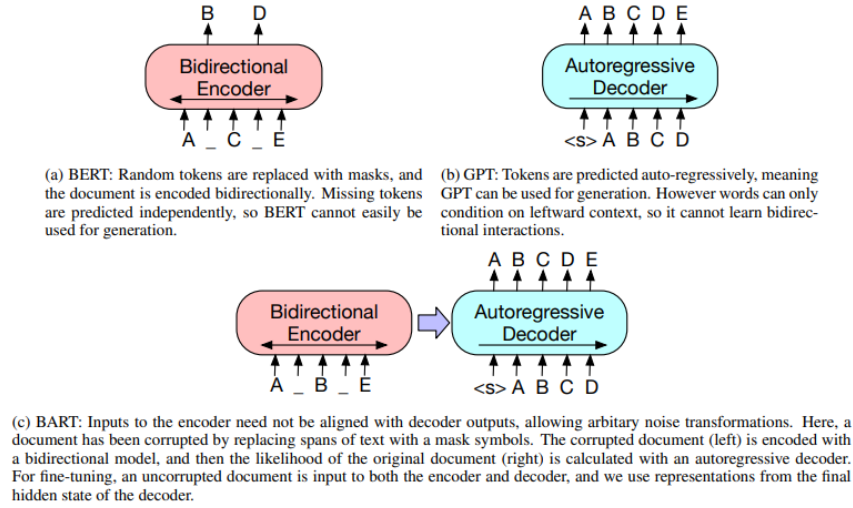 B D
Bidirectional
Encoder
A _ C _ E
A B C D E
Autoregressive
Decoder
<s> A B C D
(a) BERT: Random tokens are replaced with masks, and
the document is encoded bidirectionally. Missing tokens
are predicted independently, so BERT cannot easily be
used for generation.
(b) GPT: Tokens are predicted auto-regressively, meaning
GPT can be used for generation. However words can only
condition on leftward context, so it cannot learn bidirec-
tional interactions.
Bidirectional
Encoder
A _ B _ E
A B C D E
Autoregressive
Decoder
<s> A B C D
(c) BART: Inputs to the encoder need not be aligned with decoder outputs, allowing arbitary noise transformations. Here, a
document has been corrupted by replacing spans of text with a mask symbols. The corrupted document (left) is encoded with
a bidirectional model, and then the likelihood of the original document (right) is calculated with an autoregressive decoder.
For fine-tuning, an uncorrupted document is input to both the encoder and decoder, and we use representations from the final
hidden state of the decoder.